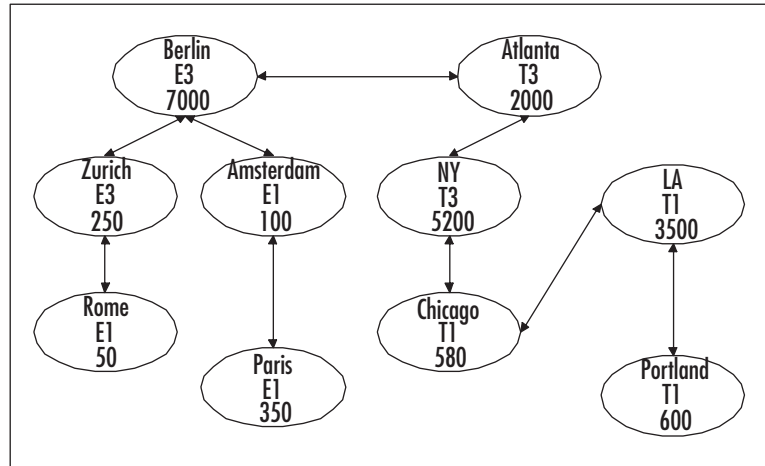 Berlin
E3
7000
Atlanta
T3
2000
Zurich
E3
250
Amsterdam
E1
100
NY
T3
5200
LA
T1
3500
Rome
E1
50
Paris
E1
350
Chicago
T1
580
Portland
T1
600